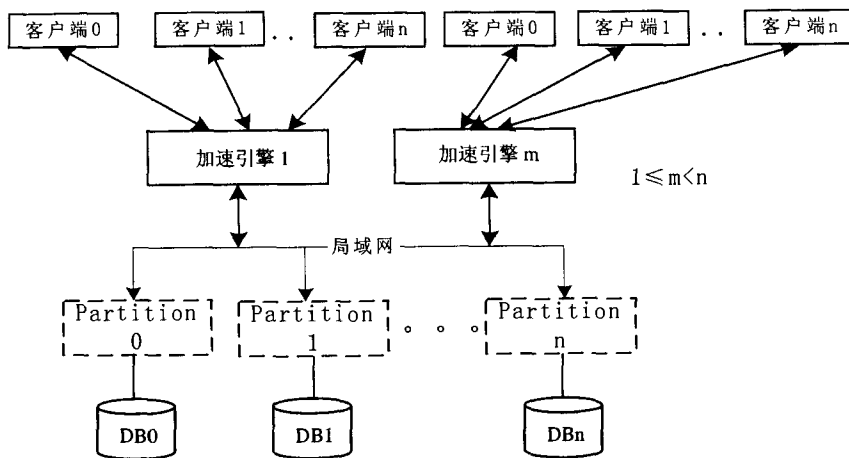 客户端0
客户端1
..
客户端n
客户端0
客户端1
..
客户端n
加速引擎1
加速引擎 m
1≤m<n
局域网
Partition
0
Partition
1
。。。
Partition
n
DB0
DB1
DBn